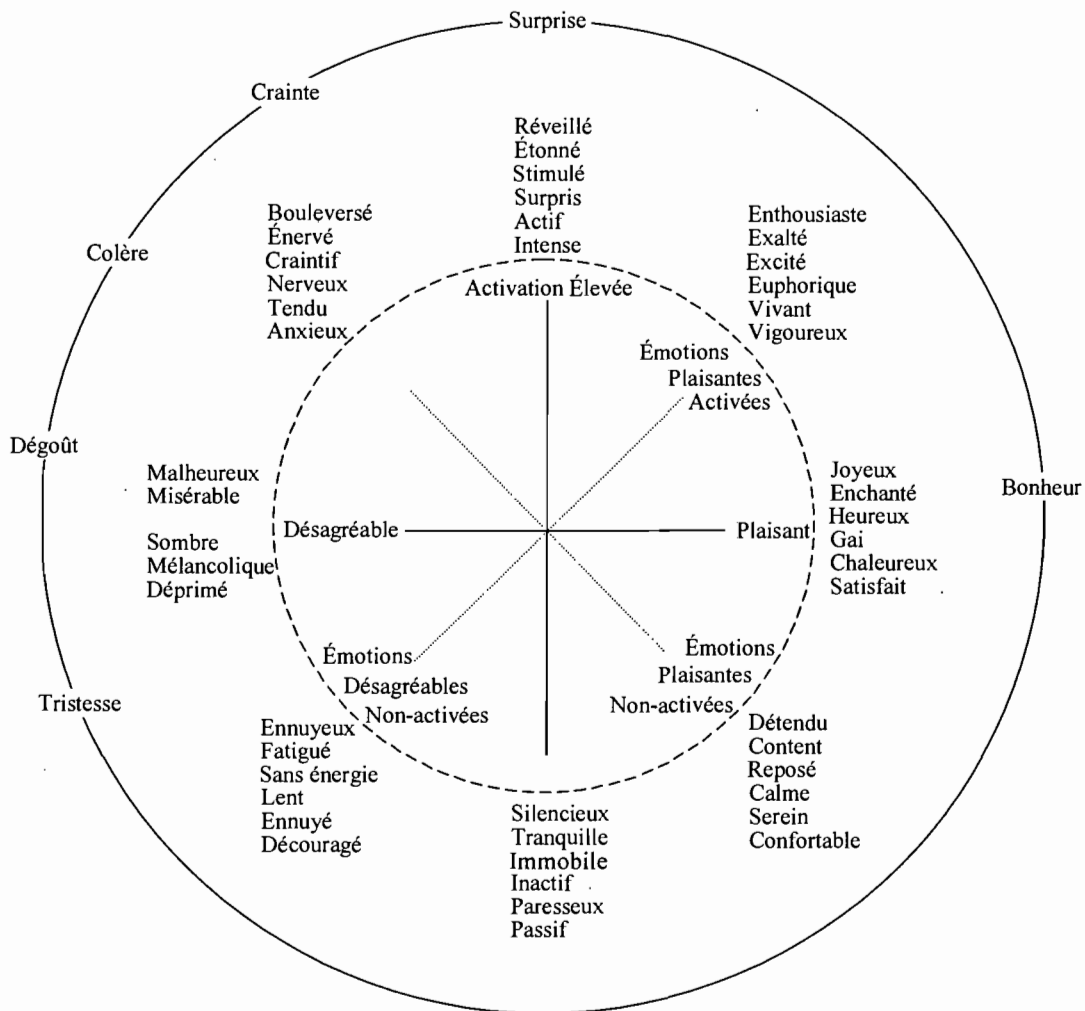 Surprise
Crainte
Colère
Dégoût
Tristesse
Bonheur
Réveillé
Étonné
Stimulé
Surpris
Actif
Intense
Bouleversé
Énervé
Craintif
Nerveux
Tendu
Anxieux
Enthousiaste
Exalté
Excité
Euphorique
Vivant
Vigoureux
Activation Élevée
Émotions
Plaisantes
Activées
Malheureux
Misérable
Sombre
Mélancolique
Déprimé
Désagréable
Plaisant
Joyeux
Enchanté
Heureux
Gai
Chaleureux
Satisfait
Émotions
Désagréables
Non-activées
Émotions
Plaisantes
Non-activées
Ennuyeux
Fatigué
Sans énergie
Lent
Ennuyé
Découragé
Silencieux
Tranquille
Immobile
Inactif
Paresseux
Passif
Détendu
Content
Reposé
Calme
Serein
Confortable